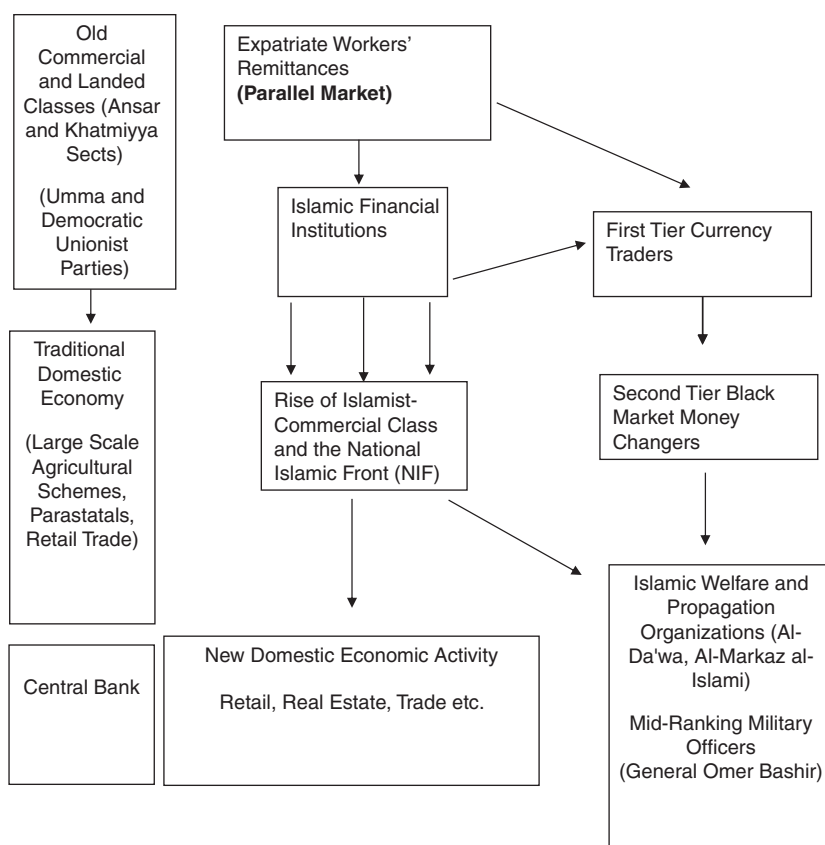 Old
Commercial
and Landed
Classes (Ansar
and Khatmiyya
Sects)
(Umma and
Democratic
Unionist
Parties)
Expatriate Workers’
Remittances
(Parallel Market)
Islamic Financial
Institutions
First Tier Currency
Traders
Traditional
Domestic
Economy
(Large Scale
Agricultural
Schemes,
Parastatals,
Retail Trade)
Rise of Islamist-
Commercial Class
and the National
Islamic Front (NIF)
Second Tier Black
Market Money
Changers
Central Bank
New Domestic Economic Activity
Retail, Real Estate, Trade etc.
Islamic Welfare and
Propagation
Organizations (Al-
Da'wa, Al-Markaz al-
Islami)
Mid-Ranking Military
Officers
(General Omer Bashir)